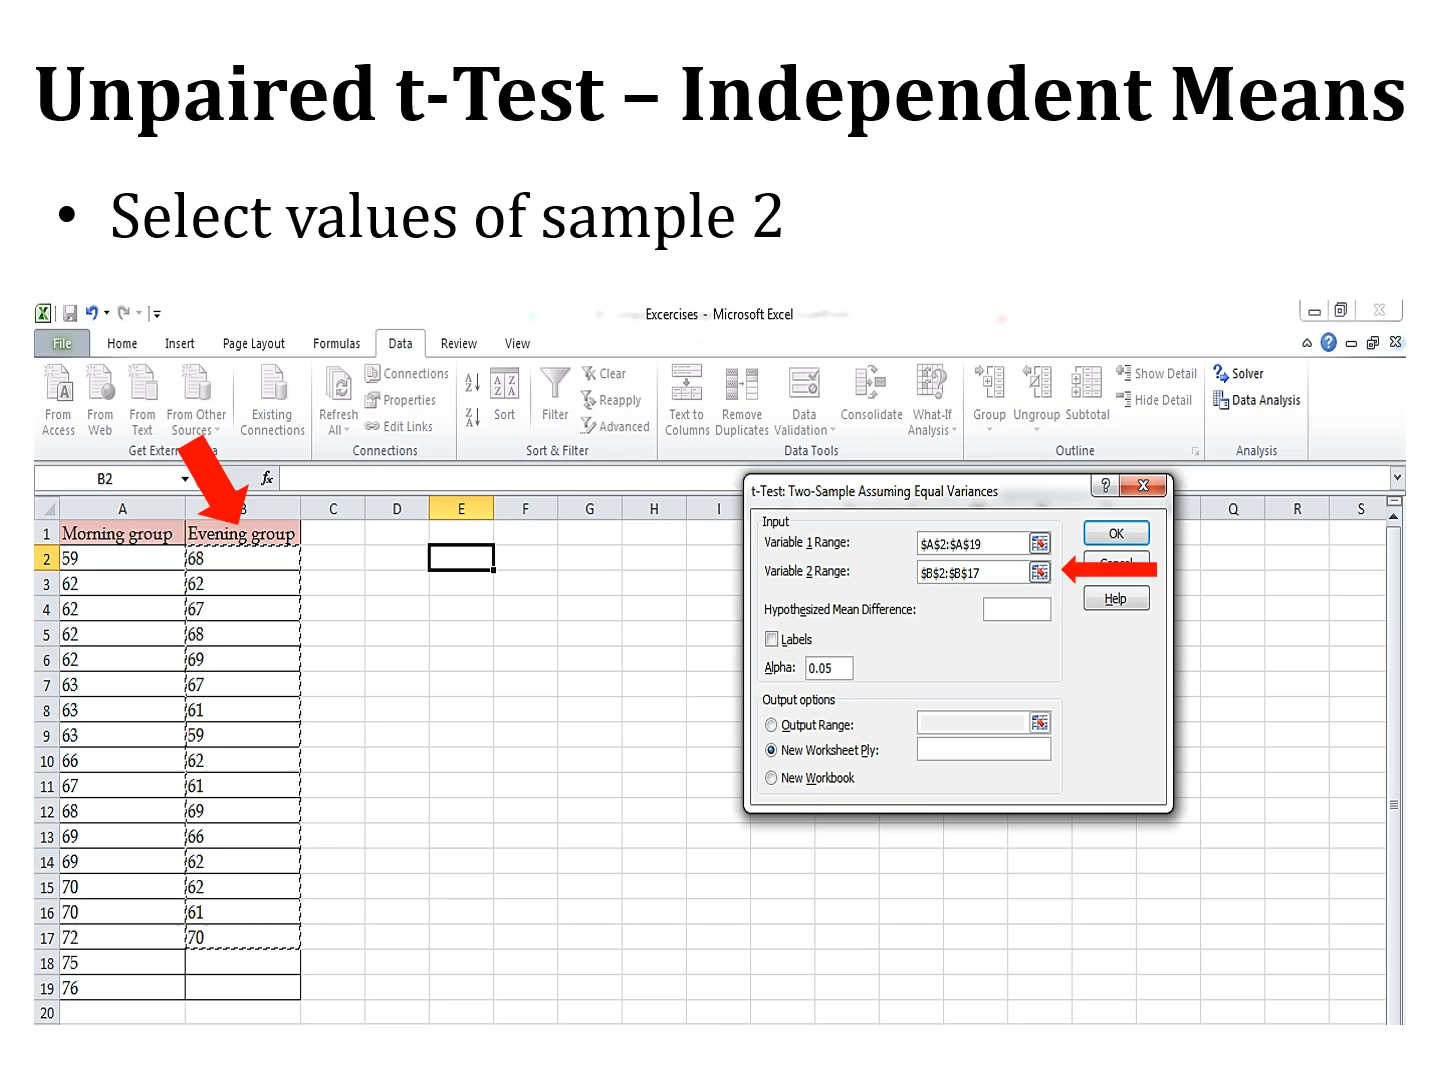 Unpaired t-Test – Independent Means
• Select values of sample 2
Excercises - Microsoft Excel
File Home Insert Page Layout Formulas Data Review View
From Access
From Web
From Text
From Other Sources
Existing Connections
Get Extern
Refresh All
Connections
Properties
Edit Links
Connections
Sort
Filter
Clear
Reapply
Advanced
Sort & Filter
Text to Columns
Remove Duplicates
Data Validation
Consolidate
What-If Analysis
Data Tools
Group
Ungroup
Subtotal
Show Detail
Hide Detail
Outline
Solver
Data Analysis
Analysis
B2 fx
A C D E F G H I Q R S
1 Morning group Evening group
2 59 68
3 62 62
4 62 67
5 62 68
6 62 69
7 63 67
8 63 61
9 63 59
10 66 62
11 67 61
12 68 69
13 69 66
14 69 62
15 70 62
16 70 61
17 72 70
18 75
19 76
20
t-Test: Two-Sample Assuming Equal Variances
Input
Variable 1 Range: $A$2:$A$19
Variable 2 Range: $B$2:$B$17
Hypothesized Mean Difference:
Labels
Alpha: 0.05
Output options
Output Range:
New Worksheet Ply:
New Workbook
OK
Help